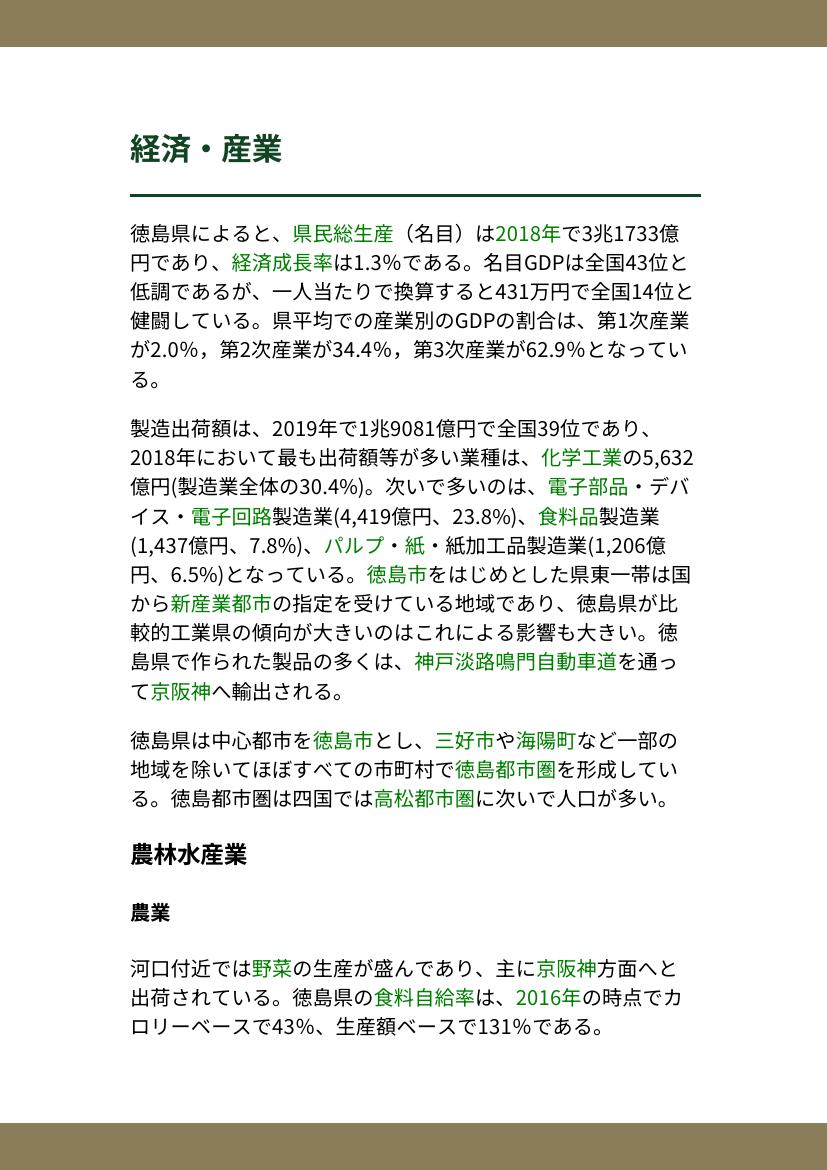 経済・産業
徳島県によると、県民総生産（名目）は2018年で3兆1733億
円であり、経済成長率は1.3％である。名目GDPは全国43位と
低調であるが、一人当たりで換算すると431万円で全国14位と
健闘している。県平均での産業別のGDPの割合は、第1次産業
が2.0％，第2次産業が34.4％，第3次産業が62.9％となってい
る。
製造出荷額は、2019年で1兆9081億円で全国39位であり、
2018年において最も出荷額等が多い業種は、化学工業の5,632
億円(製造業全体の30.4%)。次いで多いのは、電子部品・デバ
イス・電子回路製造業(4,419億円、23.8%)、食料品製造業
(1,437億円、7.8%)、パルプ・紙・紙加工品製造業(1,206億
円、6.5%)となっている。徳島市をはじめとした県東一帯は国
から新産業都市の指定を受けている地域であり、徳島県が比
較的工業県の傾向が大きいのはこれによる影響も大きい。徳
島県で作られた製品の多くは、神戸淡路鳴門自動車道を通っ
て京阪神へ輸出される。
徳島県は中心都市を徳島市とし、三好市や海陽町など一部の
地域を除いてほぼすべての市町村で徳島都市圏を形成してい
る。徳島都市圏は四国では高松都市圏に次いで人口が多い。
農林水産業
農業
河口付近では野菜の生産が盛んであり、主に京阪神方面へと
出荷されている。徳島県の食料自給率は、2016年の時点でカ
ロリーベースで43％、生産額ベースで131％である。